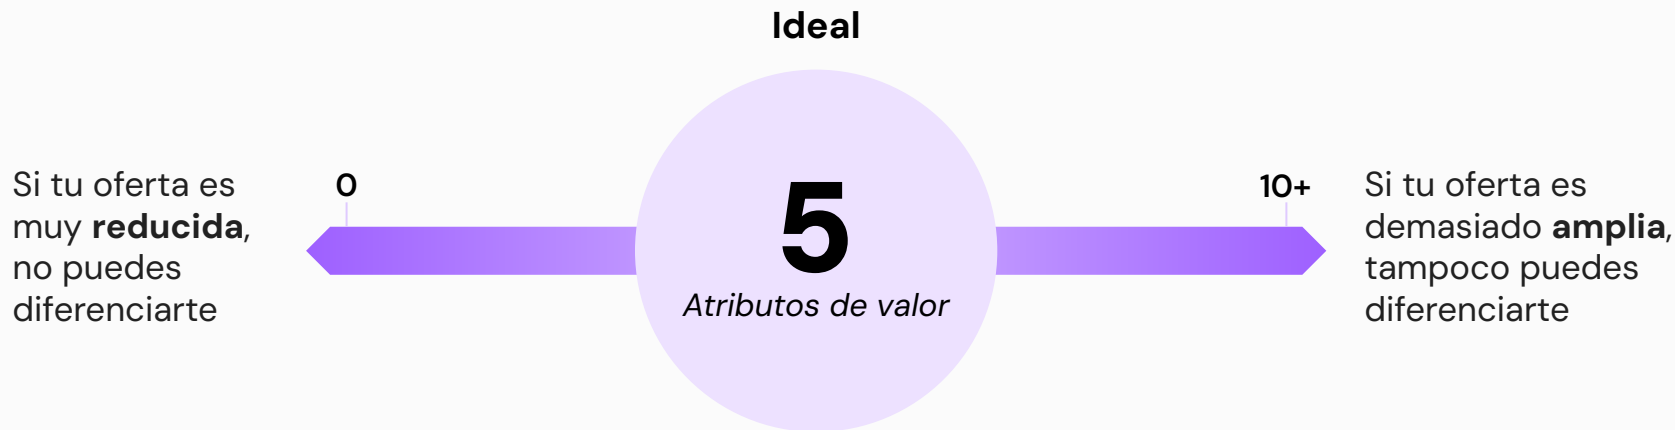 Ideal
Si tu oferta es
muy reducida,
no puedes
diferenciarte
0
5
Atributos de valor
10+
Si tu oferta es
demasiado amplia,
tampoco puedes
diferenciarte